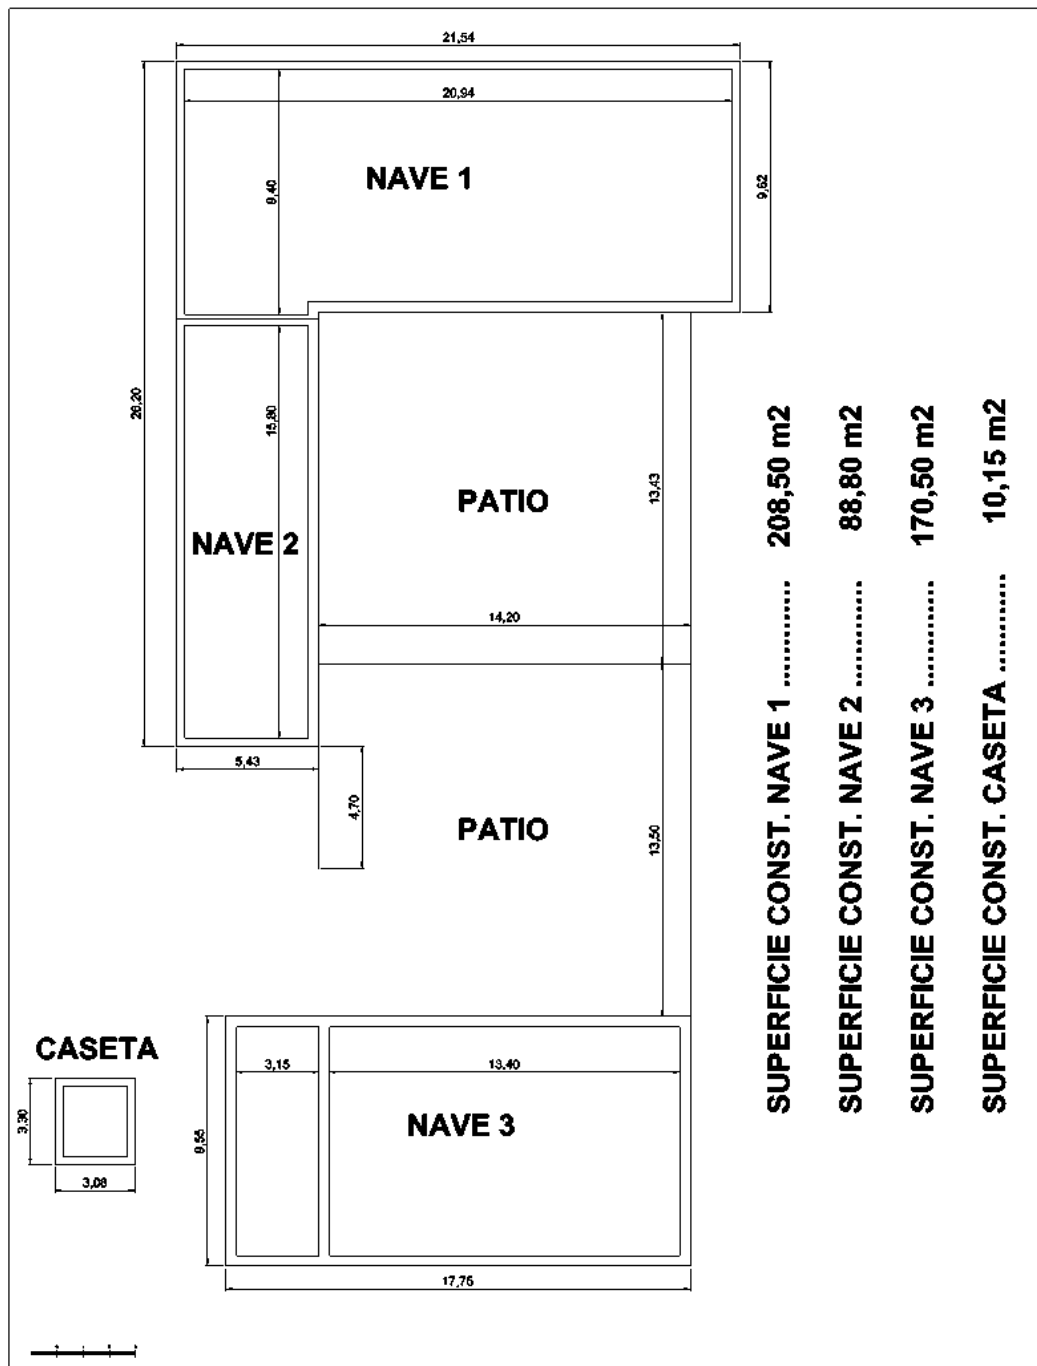 21,54
20,94
NAVE 1
9,40
9,62
26,20
15,80
PATIO
13,43
NAVE 2
14,20
5,43
4,70
PATIO
13,50
CASETA
3,30
3,08
3,15
13,40
NAVE 3
9,55
17,75
SUPERFICIE CONST. NAVE 1 ............. 208,50 m2
SUPERFICIE CONST. NAVE 2 ............. 88,80 m2
SUPERFICIE CONST. NAVE 3 ............. 170,50 m2
SUPERFICIE CONST. CASETA ............. 10,15 m2